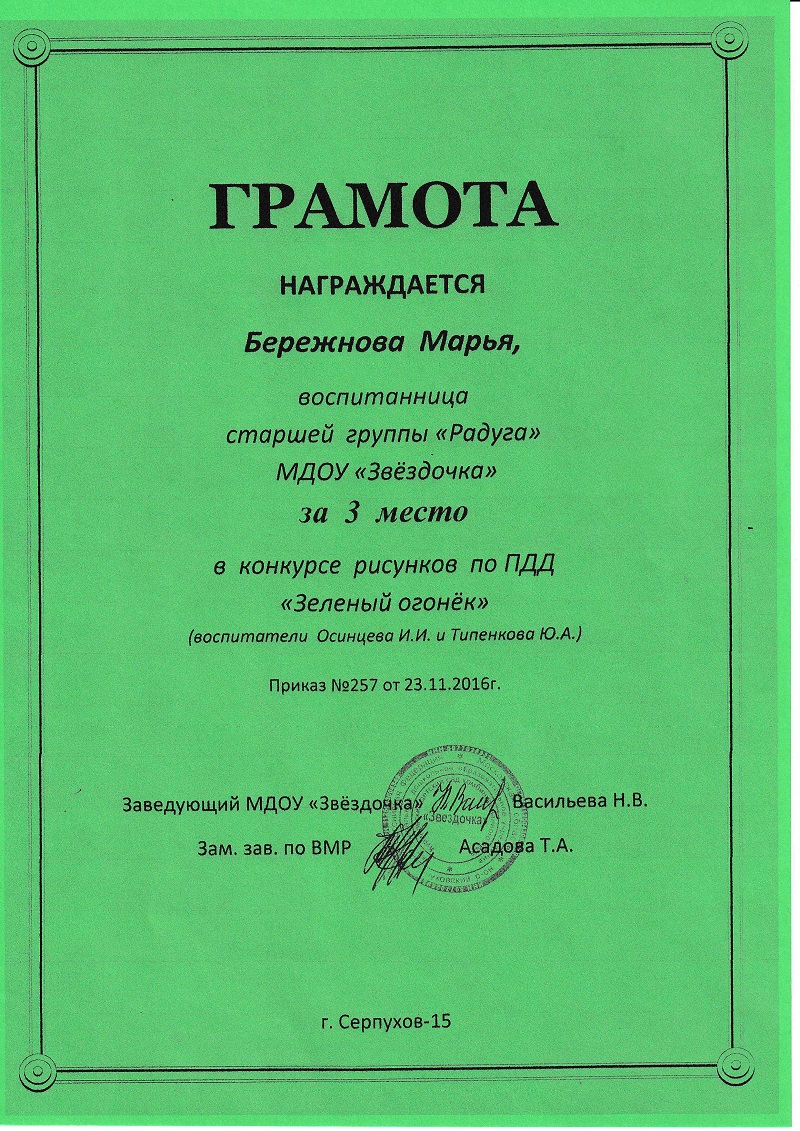 ГРАМОТА
НАГРАЖДАЕТСЯ
Бережнова Марья,
воспитанница
старшей группы «Радуга»
МДОУ «Звёздочка»
за 3 место
в конкурсе рисунков по ПДД
«Зеленый огонёк»
(воспитатели Осинцева И.И. и Типенкова Ю.А.)
Приказ №257 от 23.11.2016г.
Заведующий МДОУ «Звёздочка» Васильева Н.В.
«Звездочка»
Зам. зав. по ВМР Асадова Т.А.
г. Серпухов-15